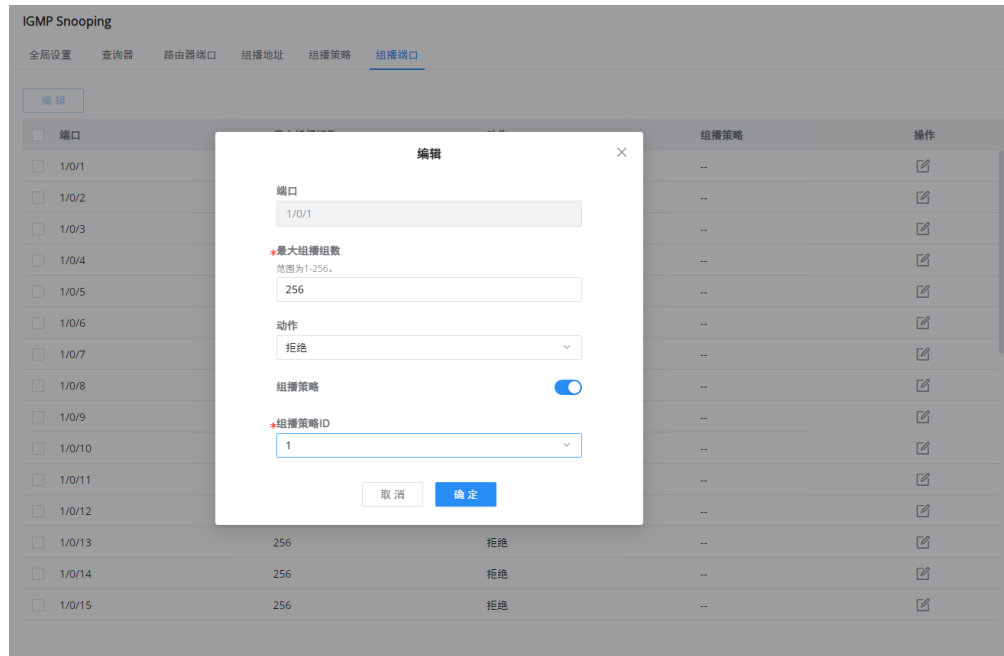 IGMP Snooping
全局设置 查询器 路由器端口 组播地址 组播策略 组播端口
编辑
端口 组播策略 操作
编辑
1/0/1 --
1/0/2 --
1/0/3 --
1/0/4 --
1/0/5 --
1/0/6 --
1/0/7 --
1/0/8 --
1/0/9 --
1/0/10 --
1/0/11 --
1/0/12 --
端口
1/0/1
*最大组播组数
范围为1-256。
256
动作
拒绝
组播策略
*组播策略ID
1
取消 确定
1/0/13 256 拒绝 --
1/0/14 256 拒绝 --
1/0/15 256 拒绝 --